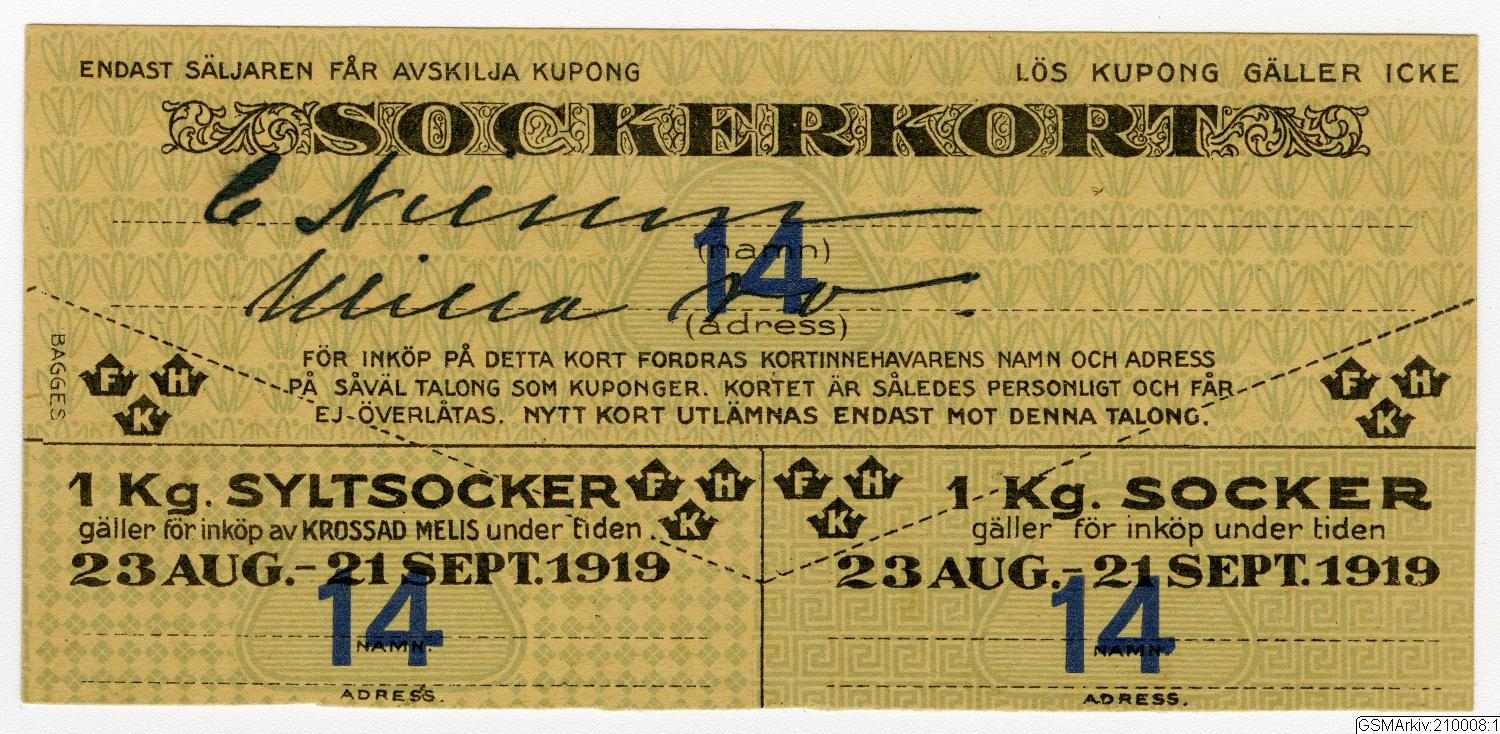 ENDAST SÄLJAREN FÅR AVSKILJA KUPONG
LÖS KUPONG GÄLLER ICKE
SOCKERKORT
C
14
(namn)
(adress)
BAGGES
FÖR INKÖP PÅ DETTA KORT FORDRAS KORTINNEHAVARENS NAMN OCH ADRESS
PÅ SÅVÄL TALONG SOM KUPONGER. KORTET ÄR SÅLEDES PERSONLIGT OCH FÅR
EJ ÖVERLÅTAS. NYTT KORT UTLÄMNAS ENDAST MOT DENNA TALONG.
F H
K
F H
K
1 Kg. SYLTSOCKER
F H
K
gäller för inköp av KROSSAD MELIS under tiden
23 AUG.- 21 SEPT. 1919
14
NAMN.
ADRESS.
F H
K
1 Kg. SOCKER
gäller för inköp under tiden
23 AUG.- 21 SEPT. 1919
14
NAMN.
ADRESS.
GSMArkiv:210008:1